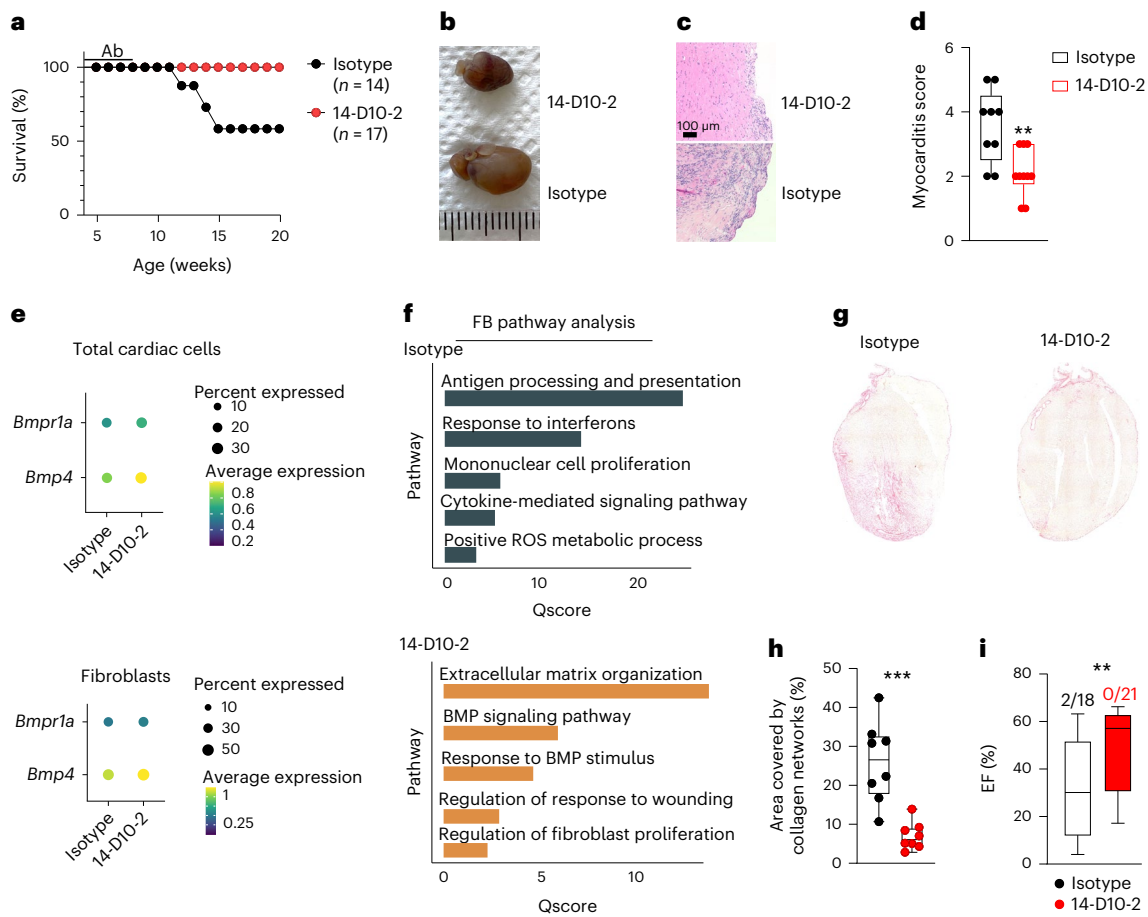 a
Ab
100
50
0
Survival (%)
5
10
15
20
Age (weeks)
Isotype
(n = 14)
14-D10-2
(n = 17)
b
14-D10-2
Isotype
c
100 µm
14-D10-2
Isotype
d
6
4
2
0
Myocarditis score
**
Isotype
14-D10-2
e
Total cardiac cells
Bmpr1a
Bmp4
Isotype
14-D10-2
Percent expressed
10
20
30
Average expression
0.8
0.6
0.4
0.2
Fibroblasts
Bmpr1a
Bmp4
Isotype
14-D10-2
Percent expressed
10
30
50
Average expression
1
0.25
f
FB pathway analysis
Isotype
Pathway
Antigen processing and presentation
Response to interferons
Mononuclear cell proliferation
Cytokine-mediated signaling pathway
Positive ROS metabolic process
0
10
20
Qscore
14-D10-2
Pathway
Extracellular matrix organization
BMP signaling pathway
Response to BMP stimulus
Regulation of response to wounding
Regulation of fibroblast proliferation
0
5
10
Qscore
g
Isotype
14-D10-2
h
50
40
30
20
10
0
Area covered by
collagen networks (%)
***
i
80
60
40
20
0
EF (%)
**
2/18
0/21
Isotype
14-D10-2